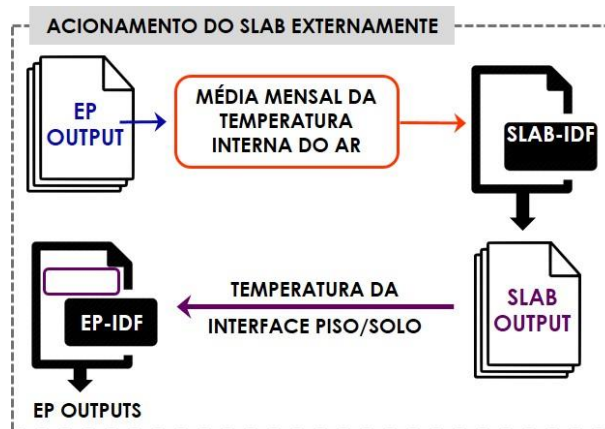 ACIONAMENTO DO SLAB EXTERNAMENTE
EP
OUTPUT
MÉDIA MENSAL DA
TEMPERATURA
INTERNA DO AR
SLAB-IDF
EP-IDF
TEMPERATURA DA
INTERFACE PISO/SOLO
SLAB
OUTPUT
EP OUTPUTS